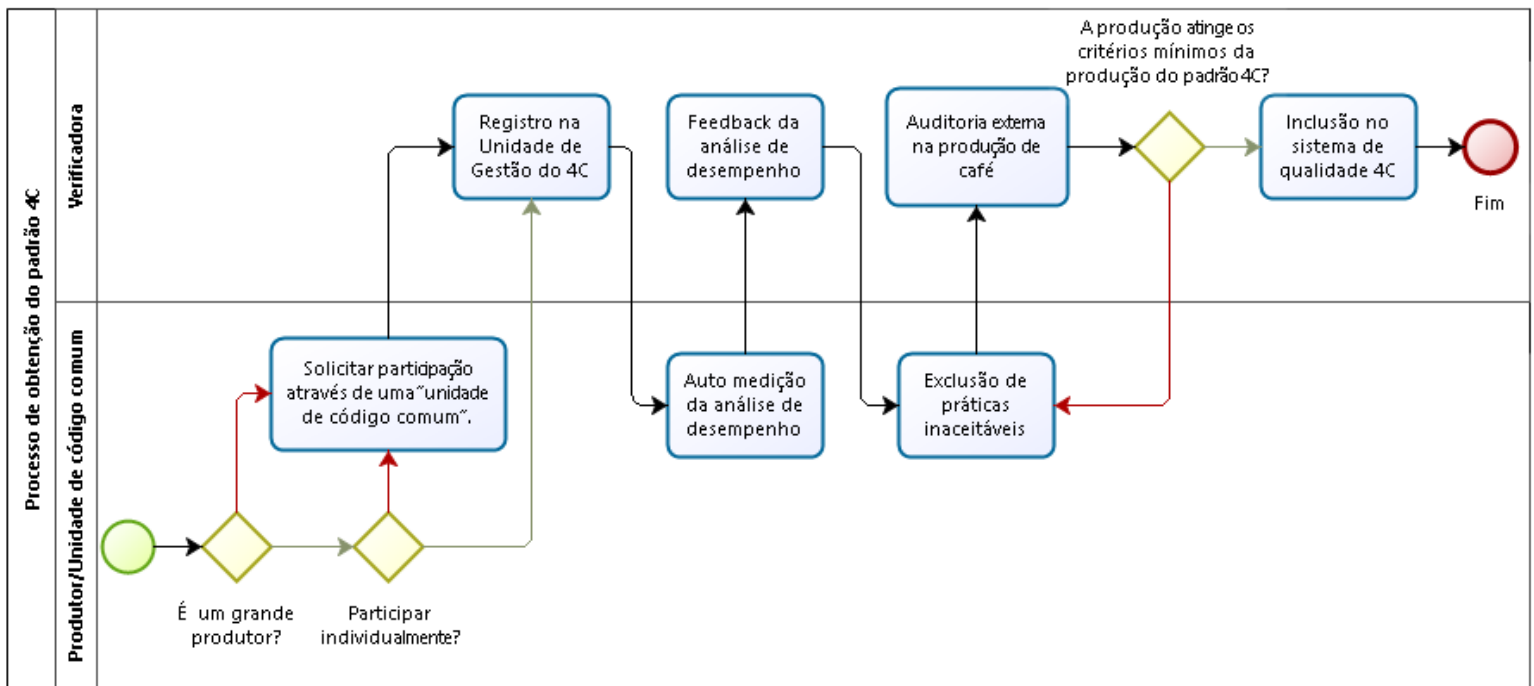 Processo de obtenção do padrão 4C
Verificadora
Produtor/Unidade de código comum
A produção atinge os
critérios mínimos da
produção do padrão 4C?
Registro na
Unidade de
Gestão do 4C
Feedback da
análise de
desempenho
Auditoria externa
na produção de
café
Inclusão no
sistema de
qualidade 4C
Fim
Solicitar participação
através de uma “unidade
de código comum”.
Auto medição
da análise de
desempenho
Exclusão de
práticas
inaceitáveis
É um grande
produtor?
Participar
individualmente?